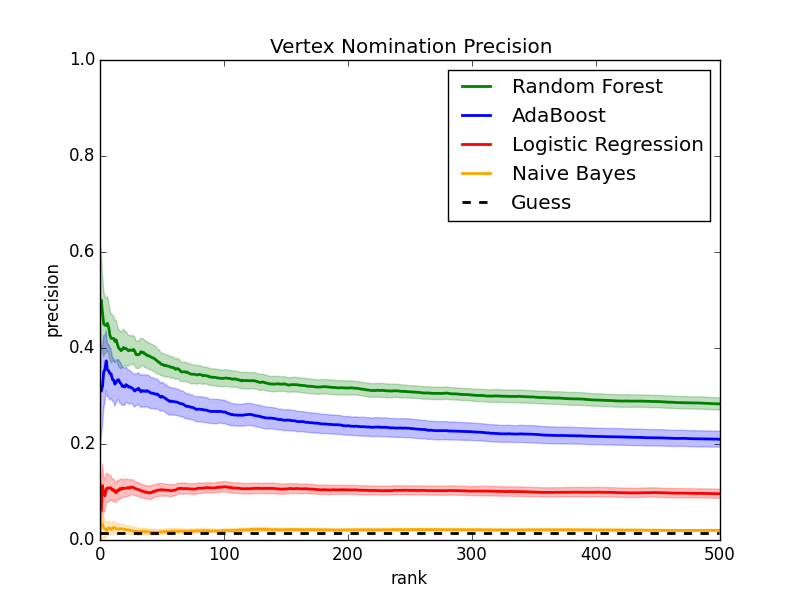 Vertex Nomination Precision
1.0
0.8
0.6
0.4
0.2
0.0
precision
Random Forest
AdaBoost
Logistic Regression
Naive Bayes
Guess
0 100 200 300 400 500
rank